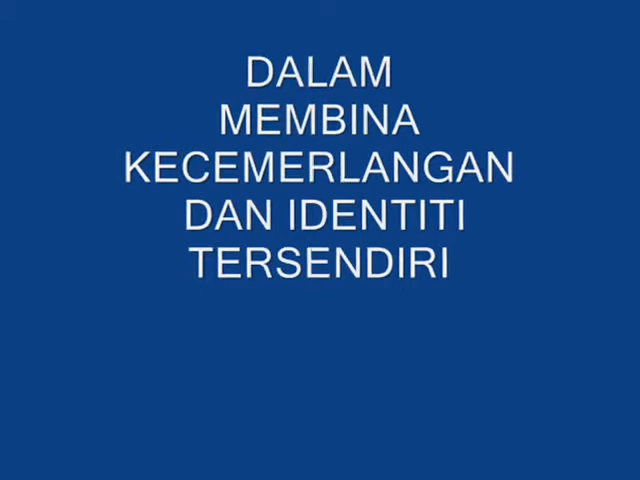 DALAM
MEMBINA
KECEMERLANGAN
DAN IDENTITI
TERSENDIRI